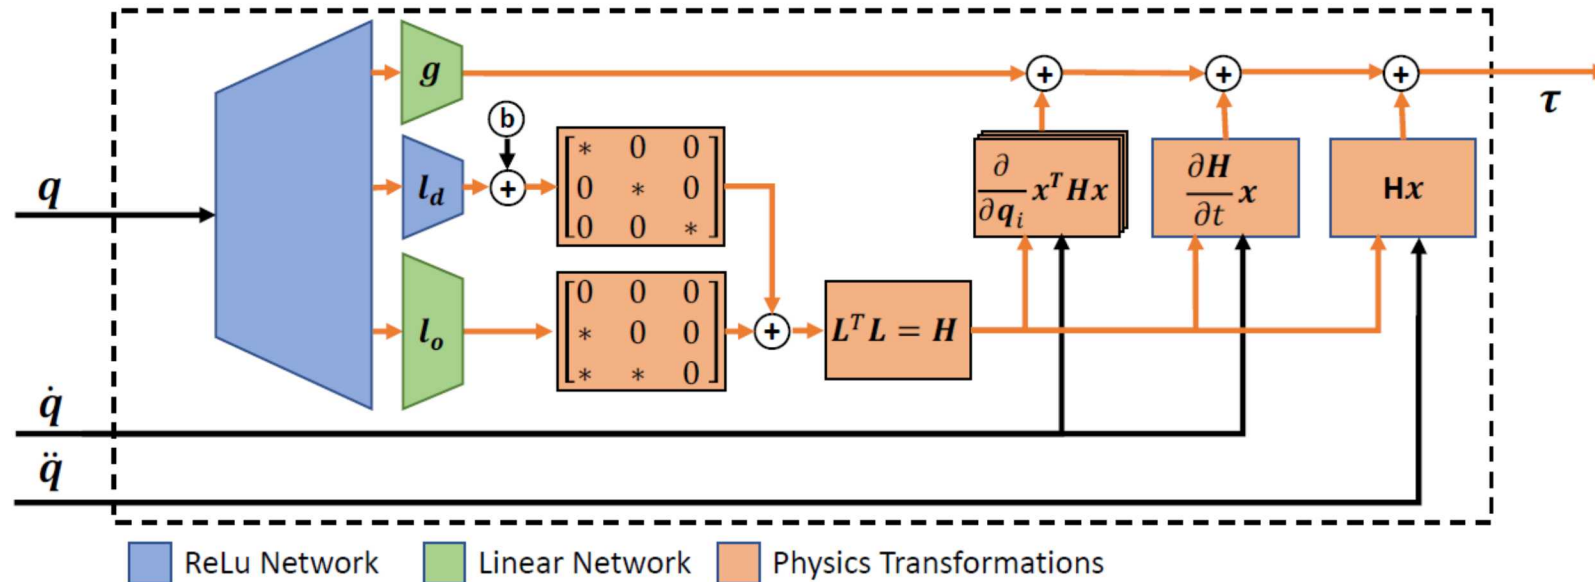 g
b
* 0 0
0 * 0
0 0 *
q
l_d
∂/∂q_i x^T H x
∂H/∂t x
Hx
τ
0 0 0
* 0 0
* * 0
l_o
L^T L = H
+
+
+
+
+
q̇
q̈
ReLu Network
Linear Network
Physics Transformations